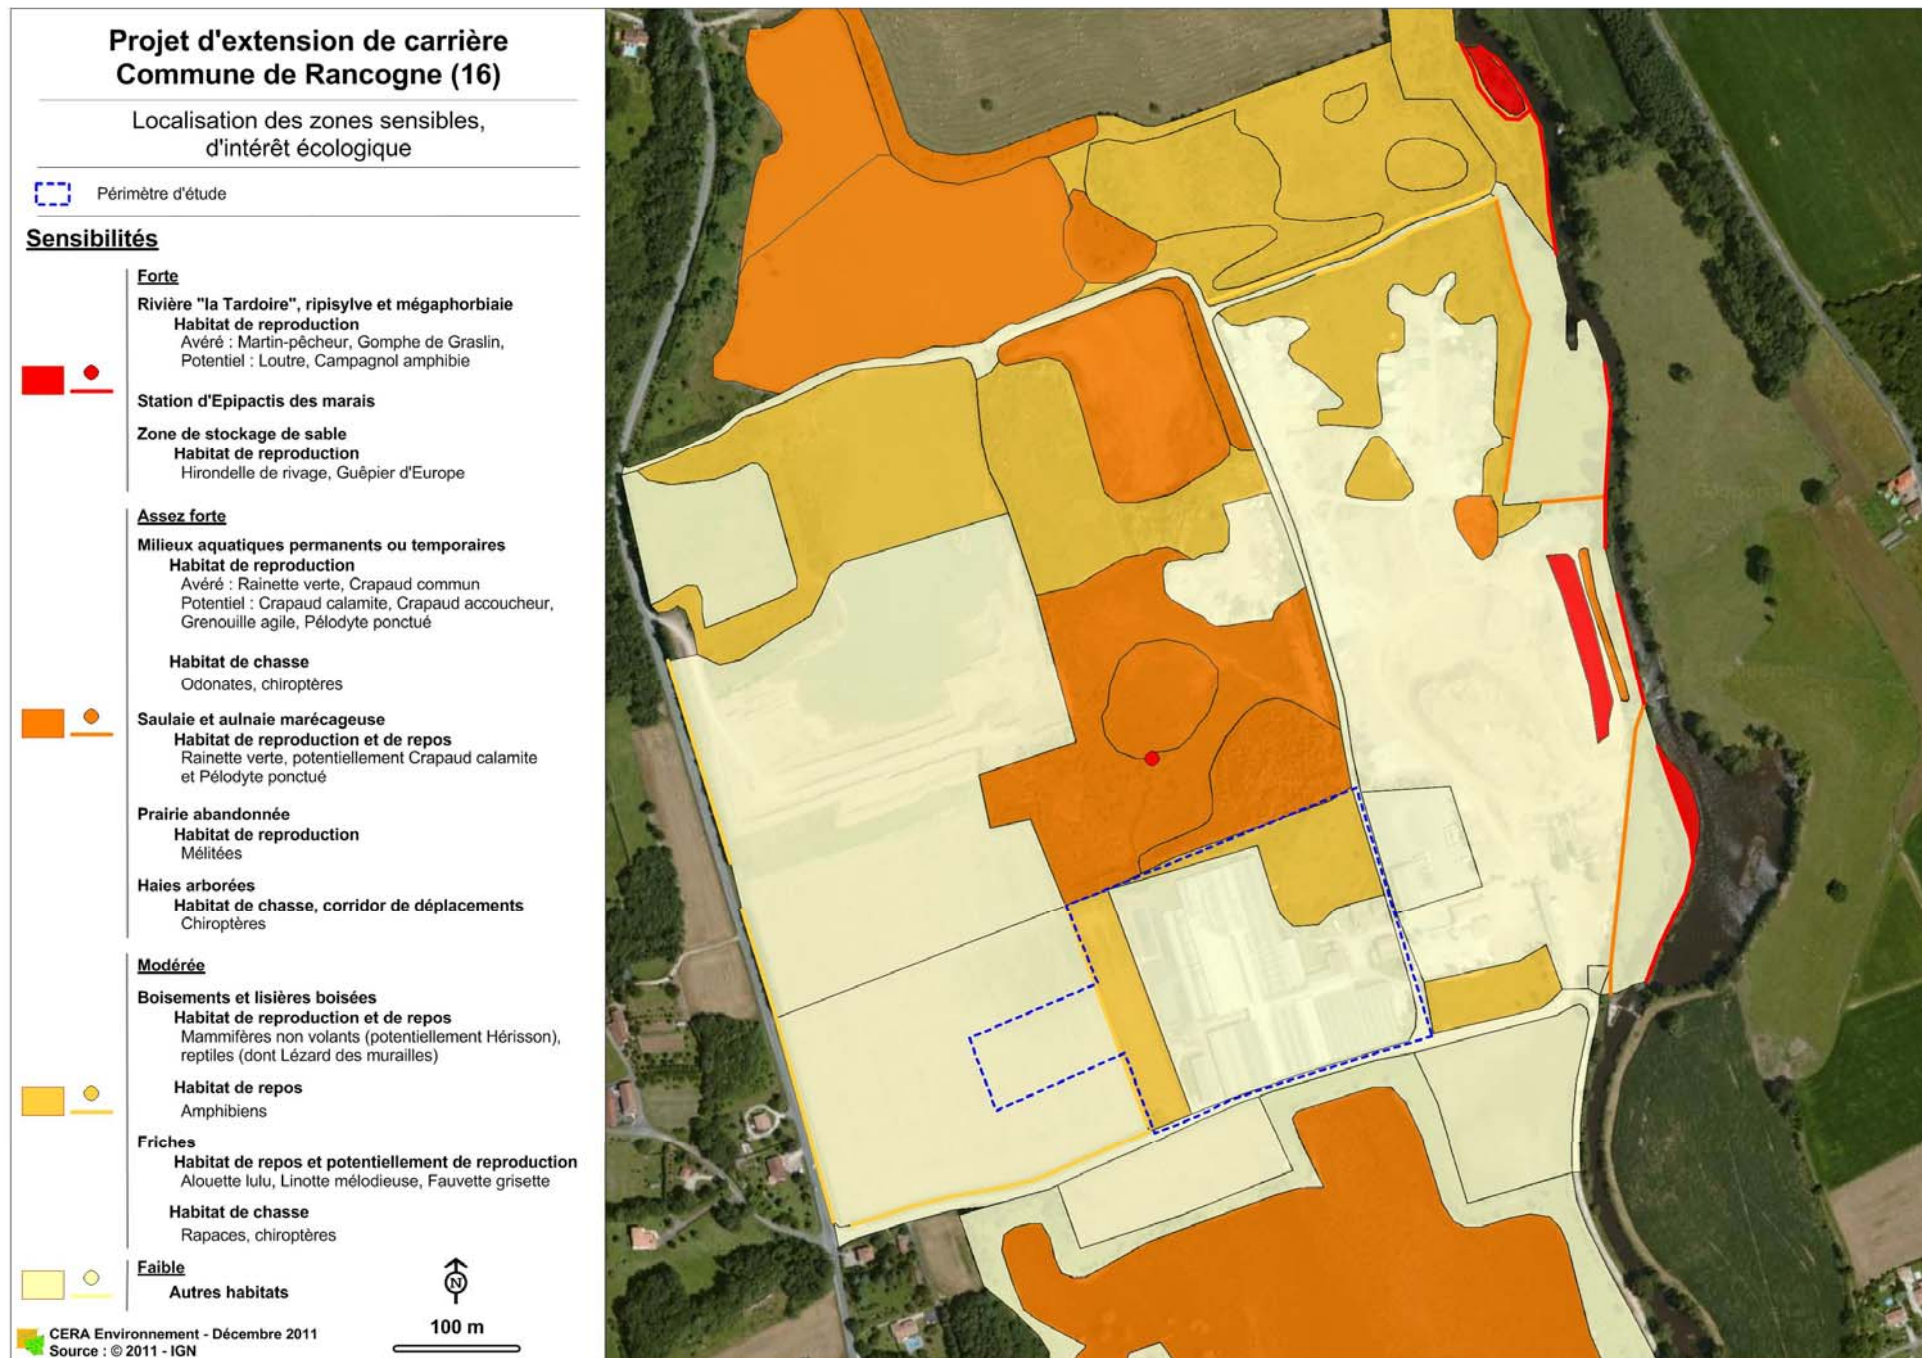 Projet d'extension de carrière
Commune de Rancogne (16)
Localisation des zones sensibles,
d'intérêt écologique
Périmètre d'étude
Sensibilités
Forte
Rivière "la Tardoire", ripisylve et mégaphorbiaie
Habitat de reproduction
Avéré : Martin-pêcheur, Gomphe de Graslin,
Potentiel : Loutre, Campagnol amphibie
Station d'Epipactis des marais
Zone de stockage de sable
Habitat de reproduction
Hirondelle de rivage, Guêpier d'Europe
Assez forte
Milieux aquatiques permanents ou temporaires
Habitat de reproduction
Avéré : Rainette verte, Crapaud commun
Potentiel : Crapaud calamite, Crapaud accoucheur,
Grenouille agile, Pélodyte ponctué
Habitat de chasse
Odonates, chiroptères
Saulaie et aulnaie marécageuse
Habitat de reproduction et de repos
Rainette verte, potentiellement Crapaud calamite
et Pélodyte ponctué
Prairie abandonnée
Habitat de reproduction
Mélitées
Haies arborées
Habitat de chasse, corridor de déplacements
Chiroptères
Modérée
Boisements et lisières boisées
Habitat de reproduction et de repos
Mammifères non volants (potentiellement Hérisson),
reptiles (dont Lézard des murailles)
Habitat de repos
Amphibiens
Friches
Habitat de repos et potentiellement de reproduction
Alouette lulu, Linotte mélodieuse, Fauvette grisette
Habitat de chasse
Rapaces, chiroptères
Faible
Autres habitats
N
100 m
CERA Environnement - Décembre 2011
Source : © 2011 - IGN